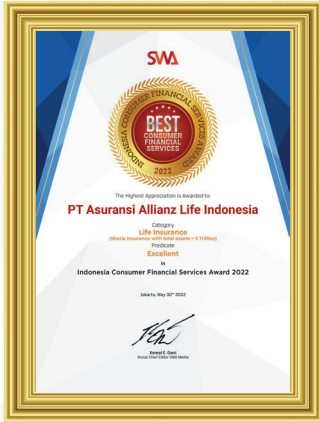 SWA
INDONESIA CONSUMER FINANCIAL SERVICES AWARD
BEST
CONSUMER
FINANCIAL
SERVICES
2022
The Highest Appreciation is Awarded to:
PT Asuransi Allianz Life Indonesia
Category
Life Insurance
(Sharia Insurance with total assets > 3 Trillion)
Predicate
Excellent
in
Indonesia Consumer Financial Services Award 2022
Jakarta, May 30th 2022
Kemal E. Gani
Group Chief Editor SWA Media